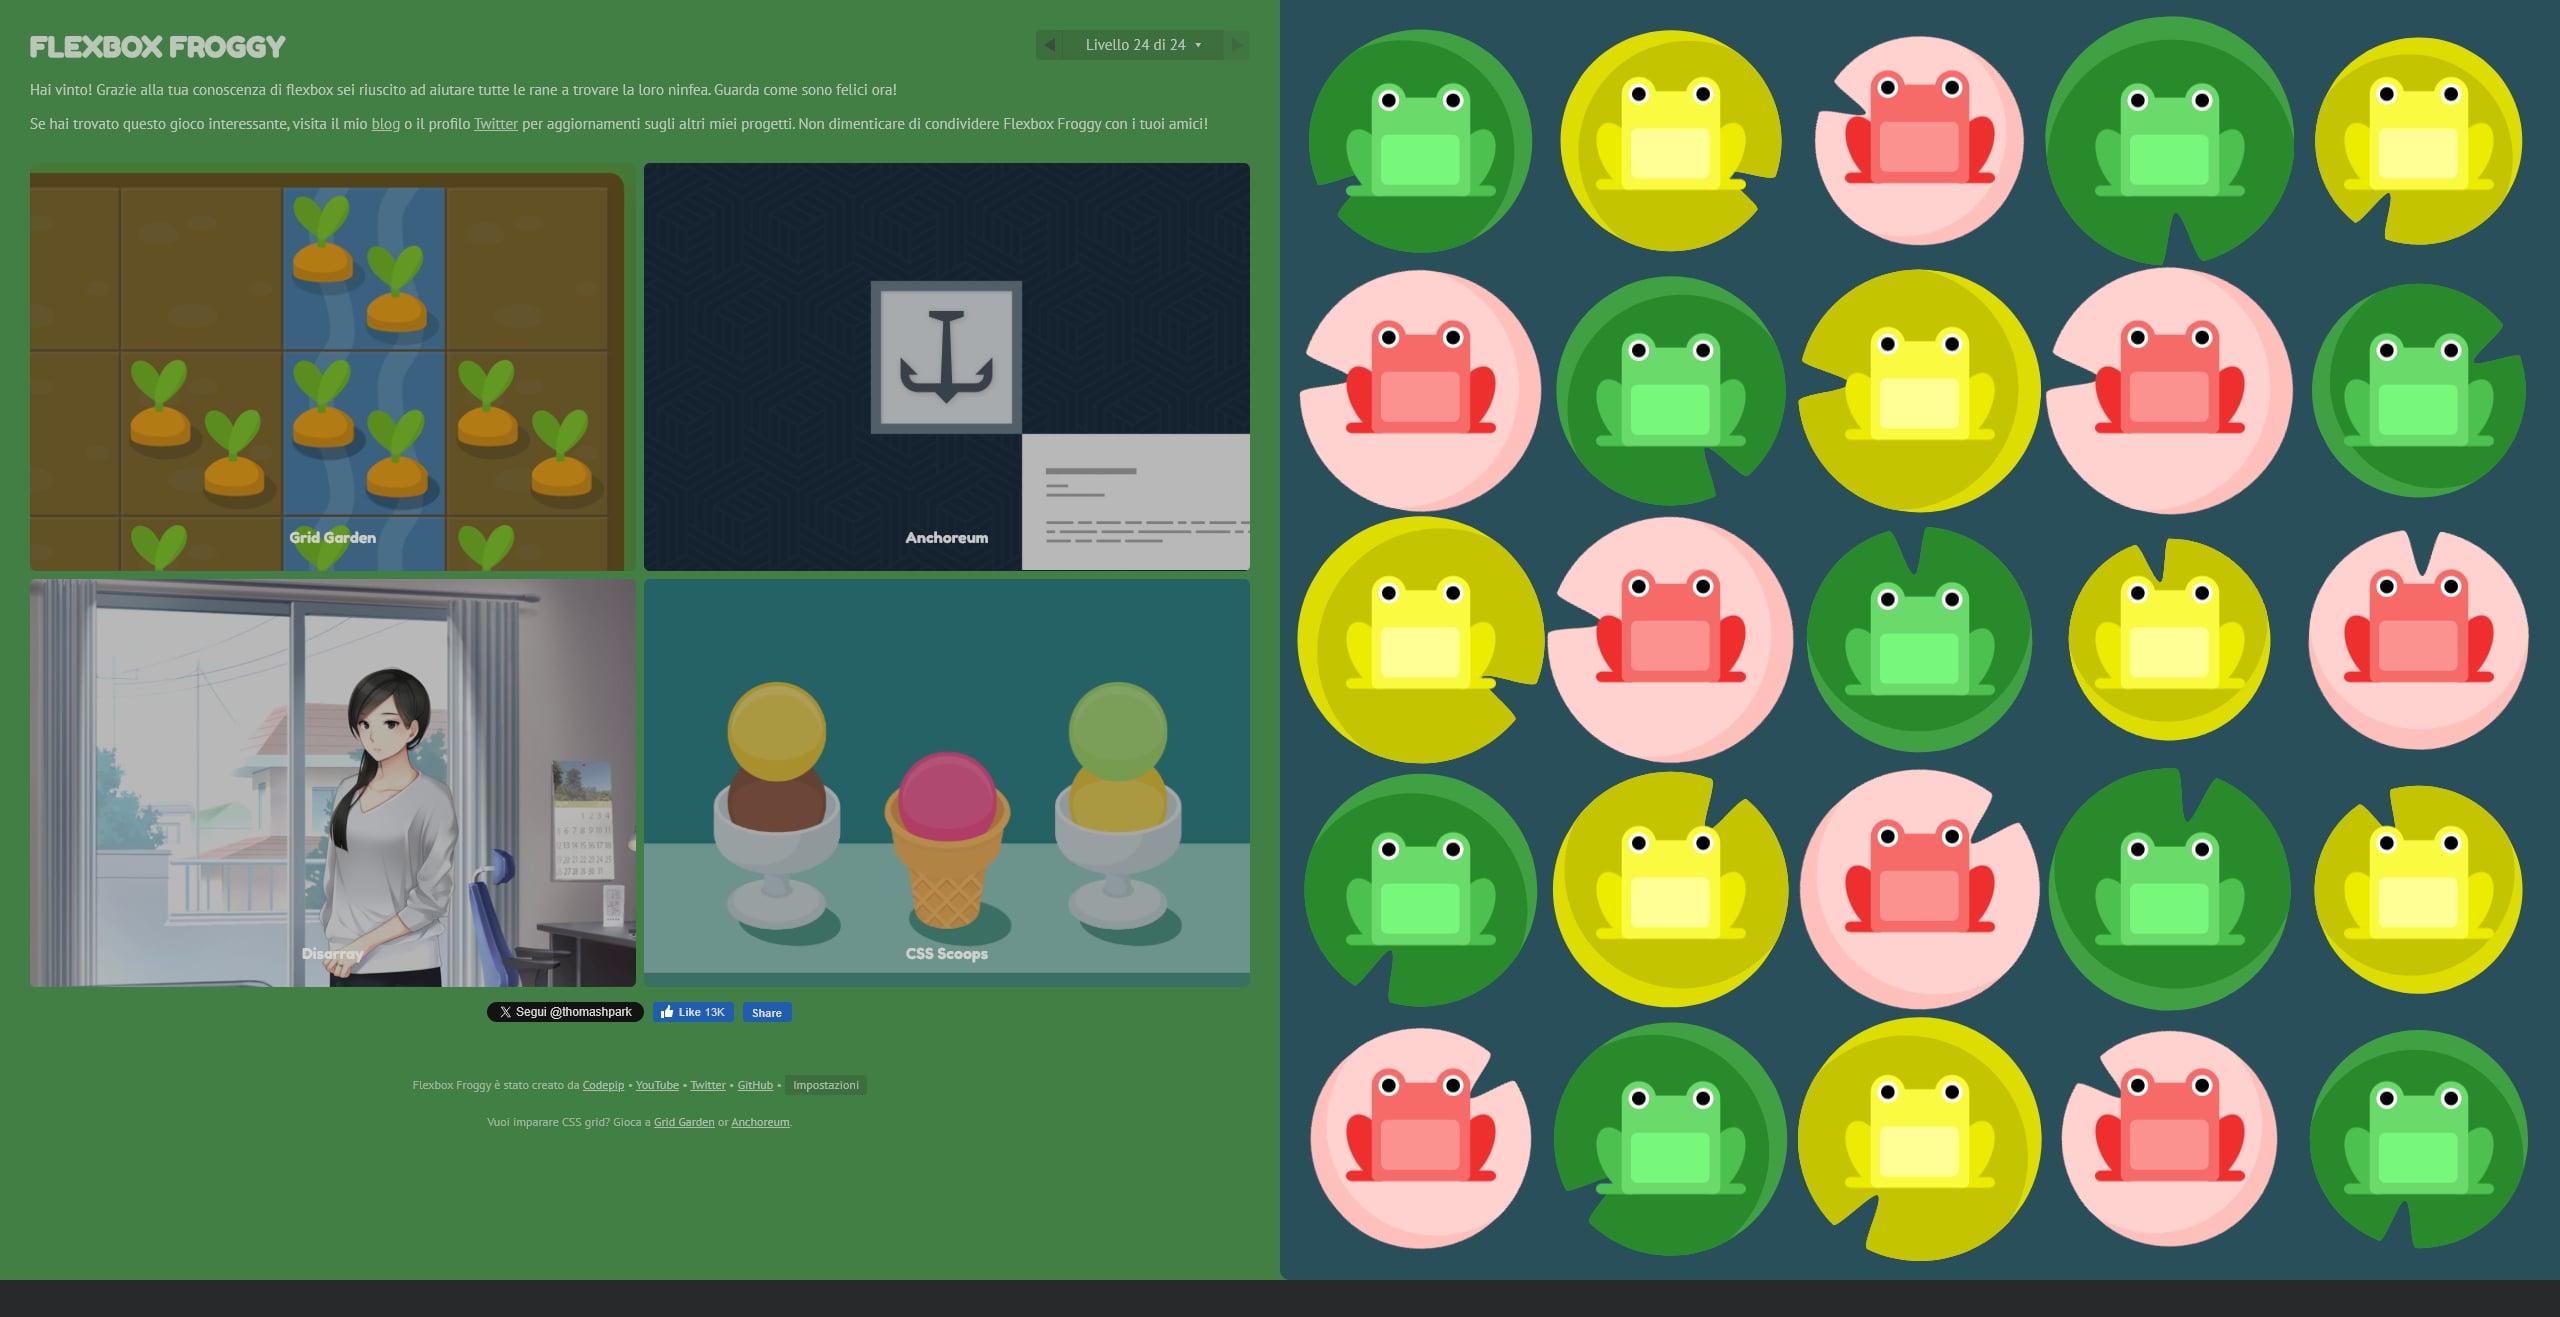 FLEXBOX FROGGY
Livello 24 di 24
Hai vinto! Grazie alla tua conoscenza di flexbox sei riuscito ad aiutare tutte le rane a trovare la loro ninfea. Guarda come sono felici ora!
Se hai trovato questo gioco interessante, visita il mio blog o il profilo Twitter per aggiornamenti sugli altri miei progetti. Non dimenticare di condividere Flexbox Froggy con i tuoi amici!
Grid Garden
Anchoreum
Disarray
CSS Scoops
Segui @thomashpark
Like 13K
Share
Flexbox Froggy è stato creato da Codepip • YouTube • Twitter • GitHub • Impostazioni
Vuoi imparare CSS grid? Gioca a Grid Garden or Anchoreum.